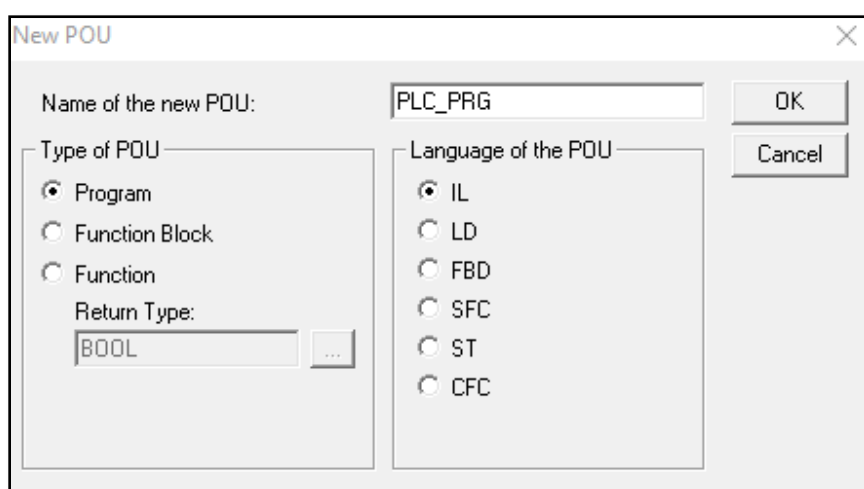 New POU
Name of the new POU:
PLC_PRG
OK
Cancel
Type of POU
Program
Function Block
Function
Return Type:
BOOL
...
Language of the POU
IL
LD
FBD
SFC
ST
CFC